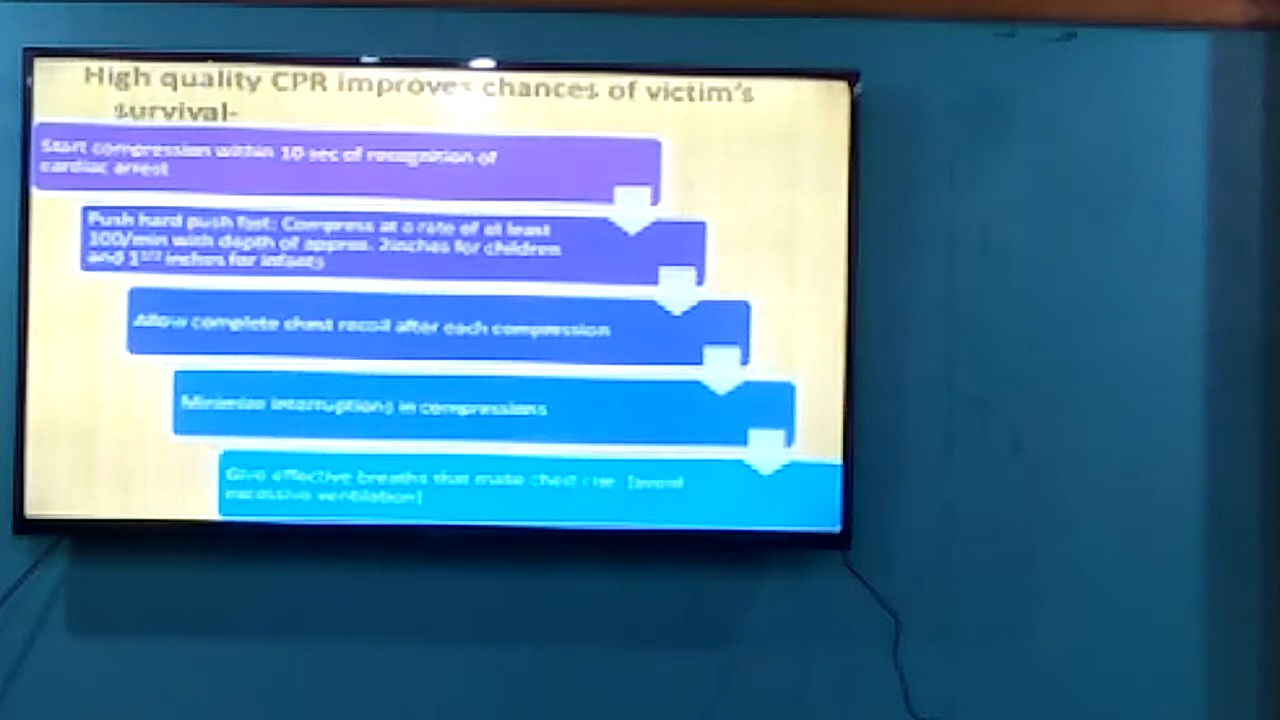 High quality CPR improves chances of victim's
survival-
Start compression within 10 sec of recognition of
cardiac arrest
Push hard push fast: Compress at a rate of at least
100/min with depth of approx. 2inches for children
and 1¹/² inches for infants
Allow complete chest recoil after each compression
Minimize interruptions in compressions
Give effective breaths that make chest rise [avoid
excessive ventilation]